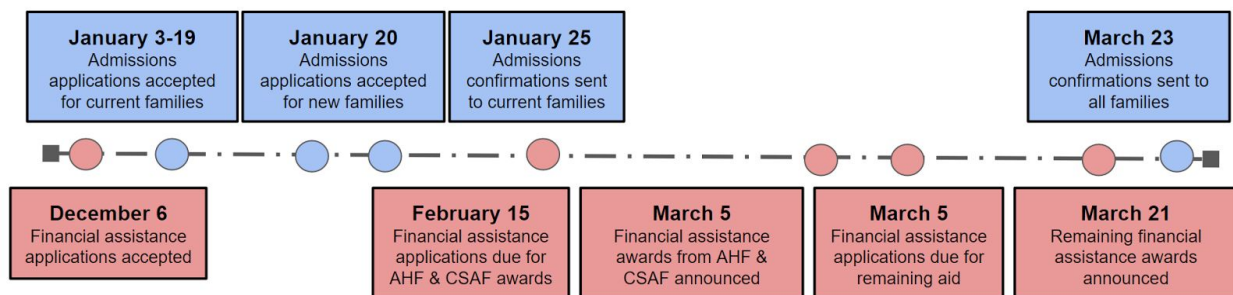 January 3-19
Admissions
applications accepted
for current families
January 20
Admissions
applications accepted
for new families
January 25
Admissions
confirmations sent
to current families
March 23
Admissions
confirmations sent to
all families
December 6
Financial assistance
applications accepted
February 15
Financial assistance
applications due for
AHF & CSAF awards
March 5
Financial assistance
awards from AHF &
CSAF announced
March 5
Financial assistance
applications due for
remaining aid
March 21
Remaining financial
assistance awards
announced